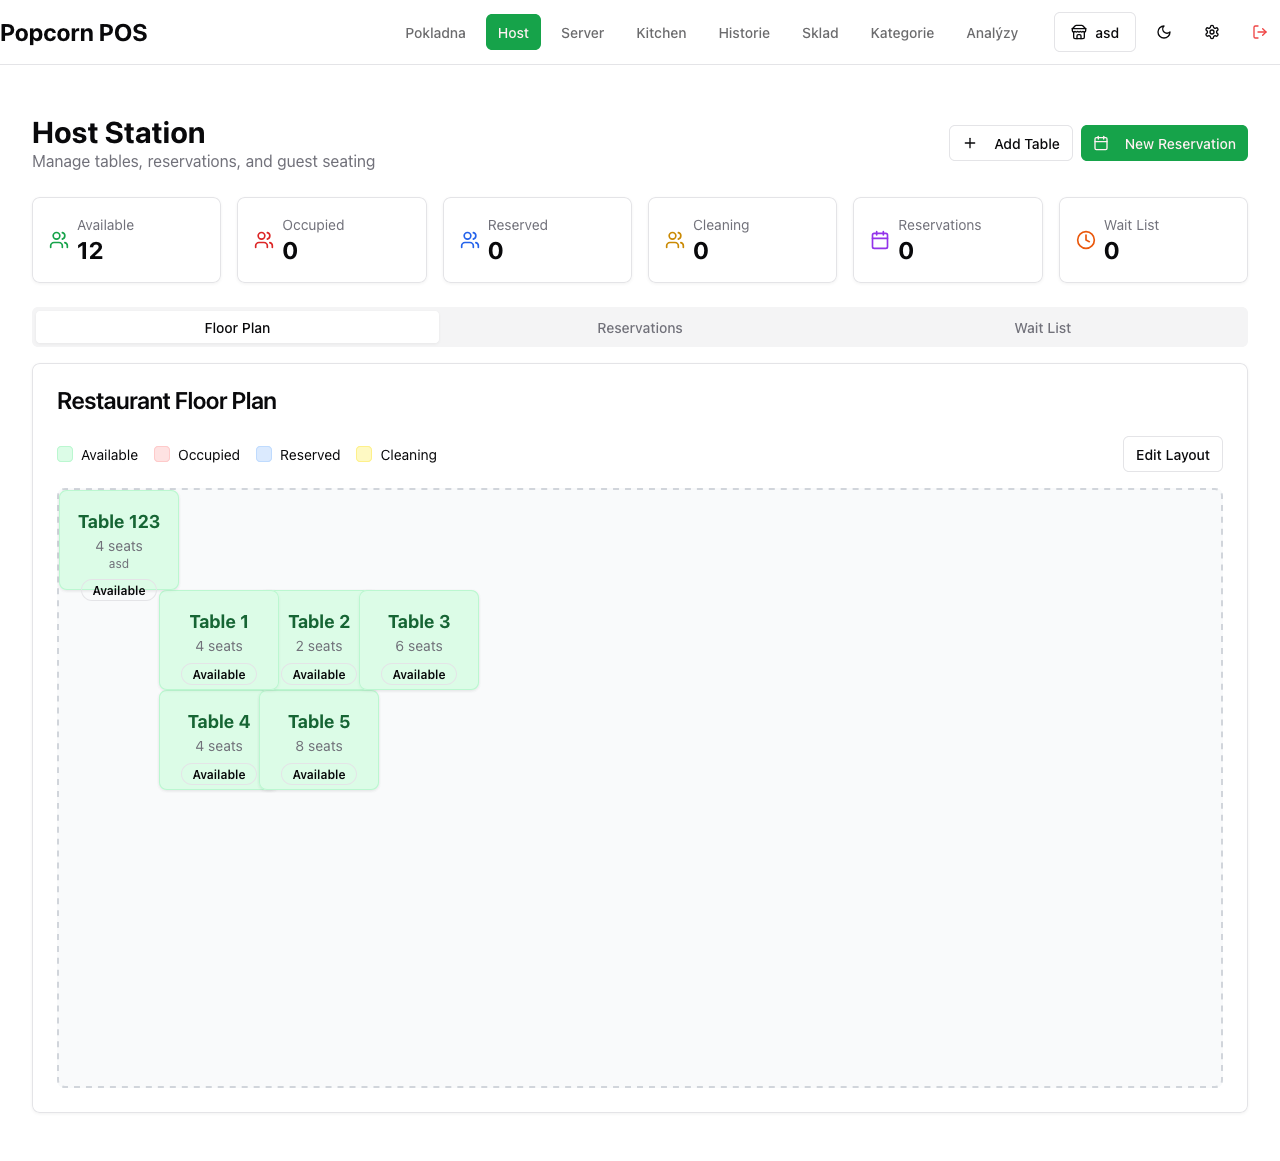 Popcorn POS
Pokladna
Host
Server
Kitchen
Historie
Sklad
Kategorie
Analýzy
asd
Host Station
Manage tables, reservations, and guest seating
Add Table
New Reservation
Available
12
Occupied
0
Reserved
0
Cleaning
0
Reservations
0
Wait List
0
Floor Plan
Reservations
Wait List
Restaurant Floor Plan
Available
Occupied
Reserved
Cleaning
Edit Layout
Table 123
4 seats
asd
Available
Table 1
4 seats
Available
Table 2
2 seats
Available
Table 3
6 seats
Available
Table 4
4 seats
Available
Table 5
8 seats
Available